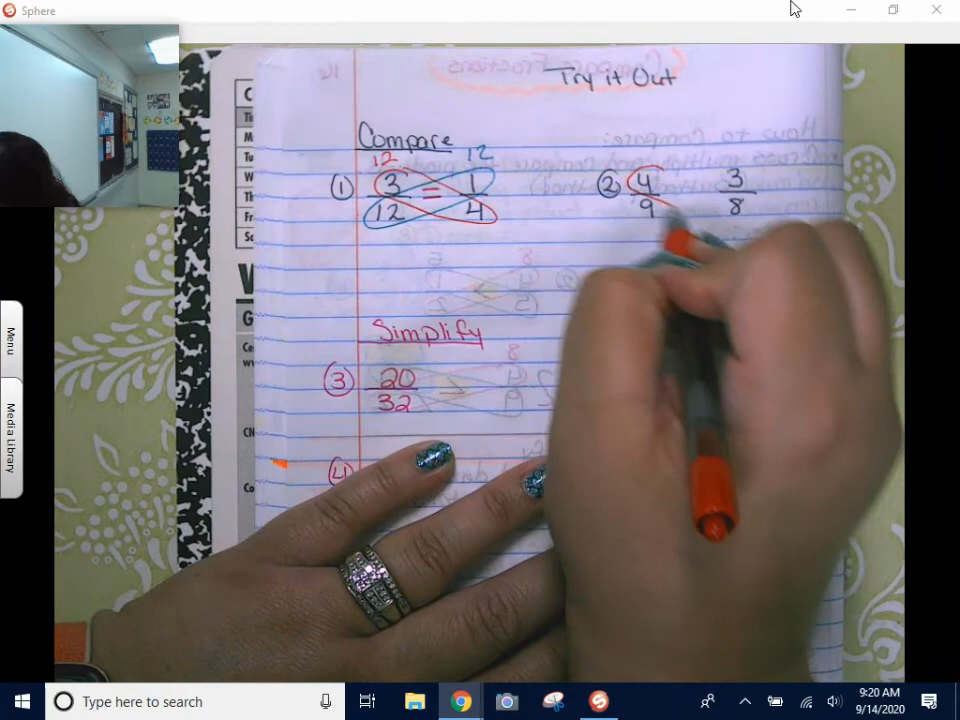 Sphere
Try it Out
Compare
12 12
① 3/12 = 1/4 ② 4/9 3/8
Simplify
③ 20/32
④
Menu
Media Library
Type here to search
9:20 AM
9/14/2020